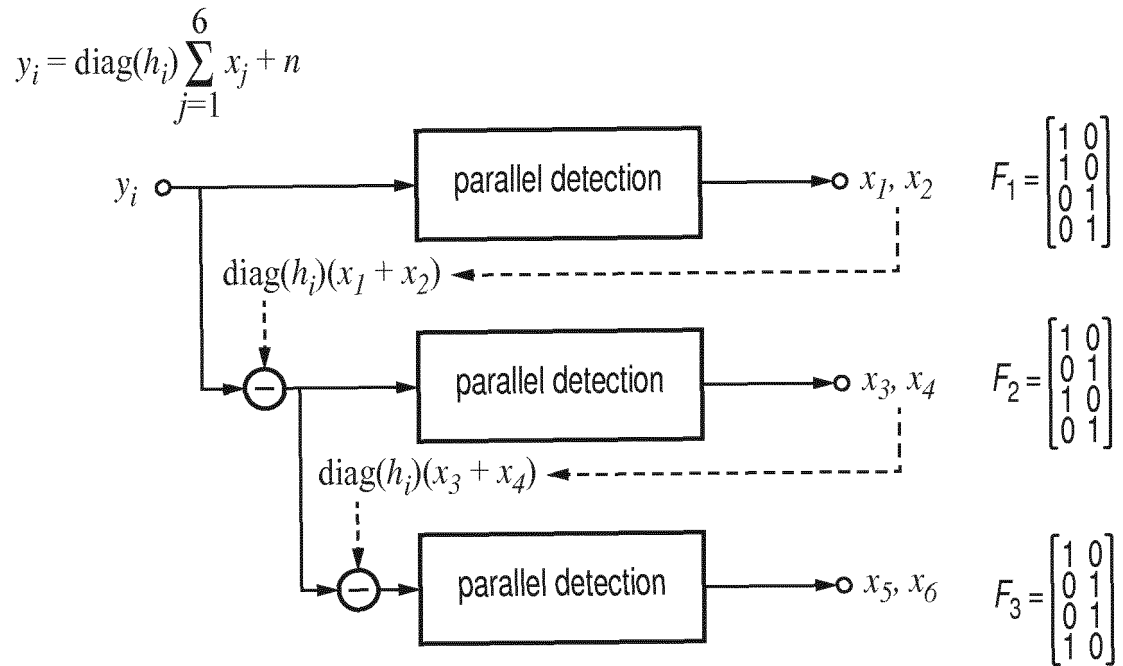 6
y_i = diag(h_i) ∑ x_j + n
j=1
y_i
parallel detection
x_1, x_2
F_1 = [1 0
1 0
0 1
0 1]
diag(h_i)(x_1 + x_2)
−
parallel detection
x_3, x_4
F_2 = [1 0
0 1
1 0
0 1]
diag(h_i)(x_3 + x_4)
−
parallel detection
x_5, x_6
F_3 = [1 0
0 1
0 1
1 0]